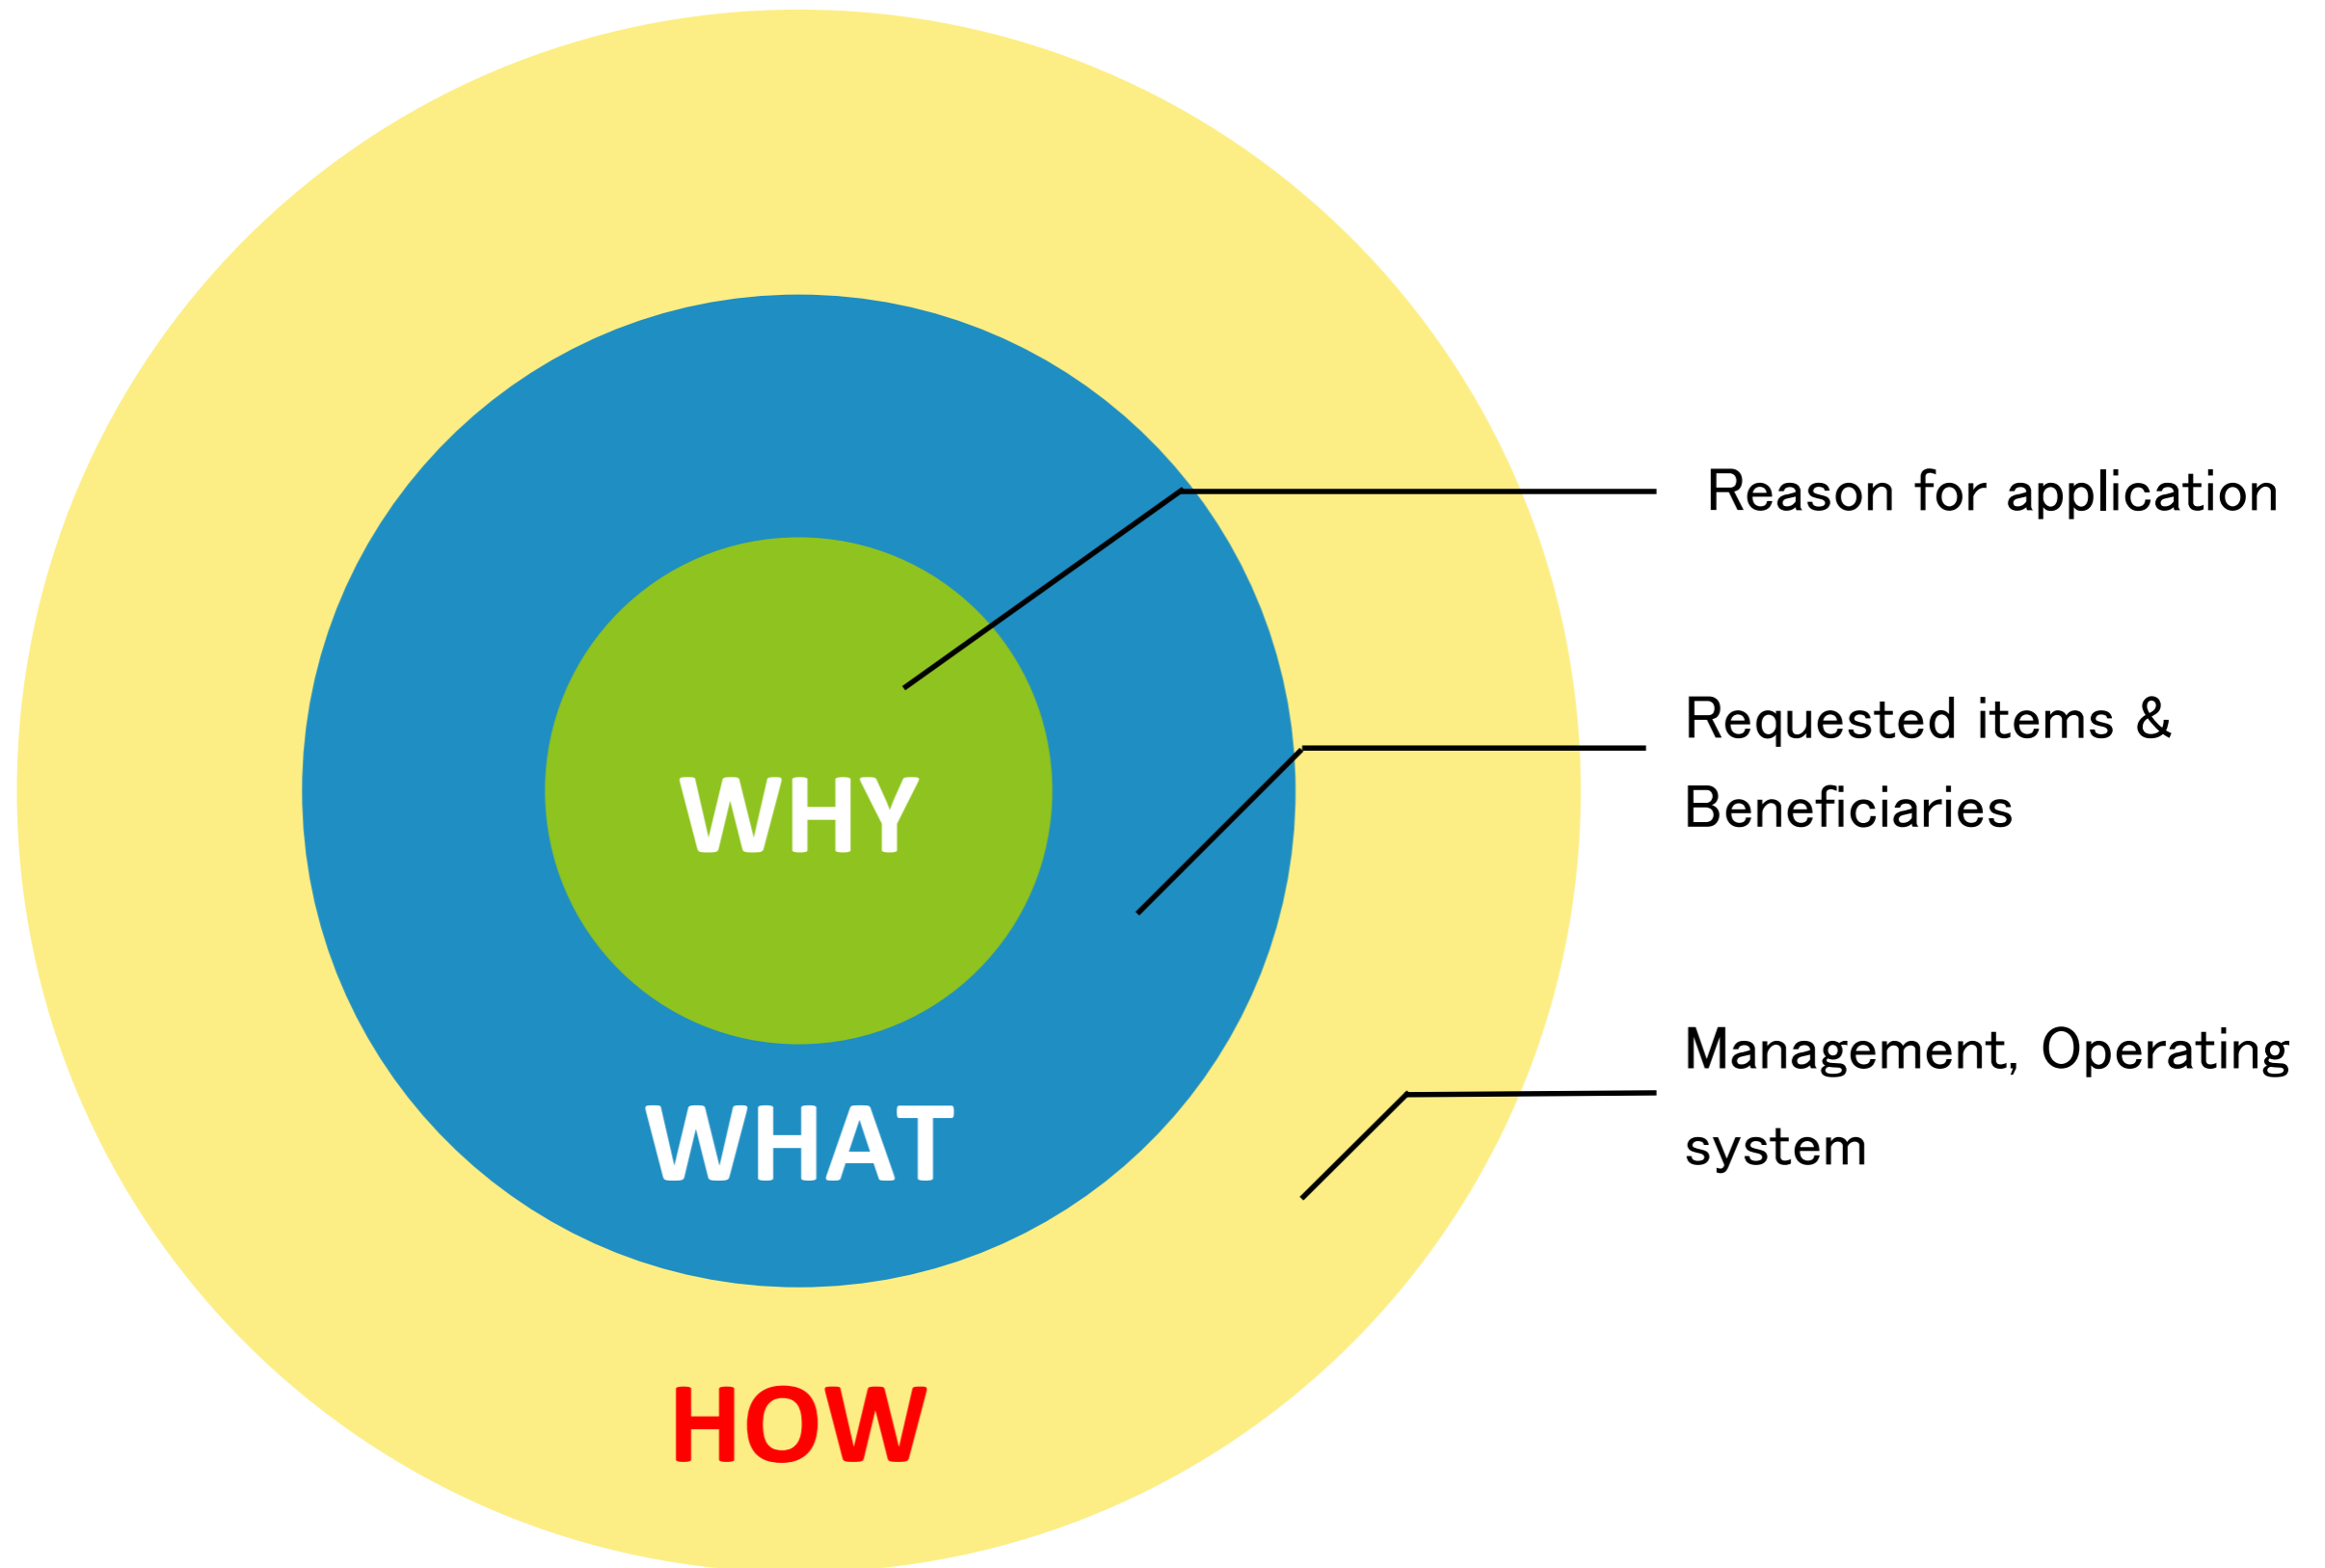 Reason for application
Requested items &
WHY
Beneficiaries
Management, Operating
WHAT
system
HOW